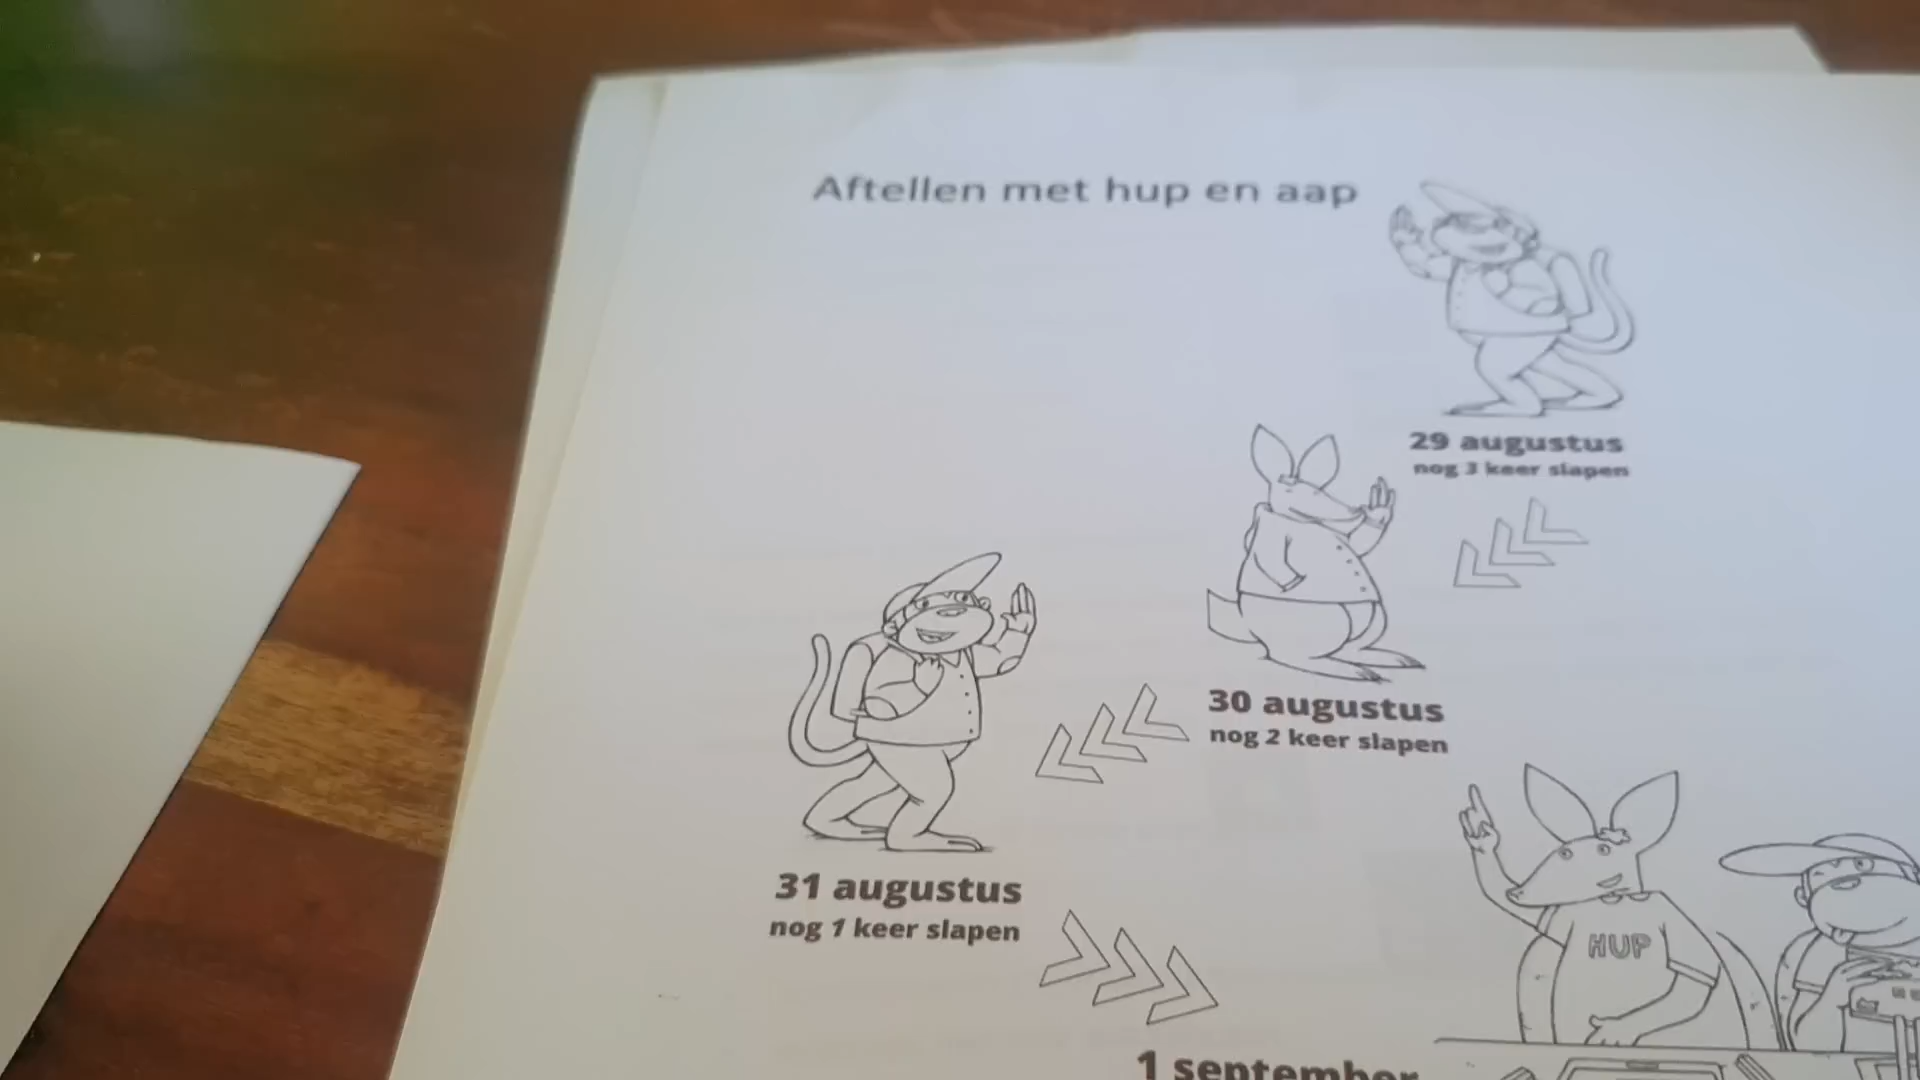 Aftellen met hup en aap
29 augustus
nog 3 keer slapen
30 augustus
nog 2 keer slapen
31 augustus
nog 1 keer slapen
HUP
1 september